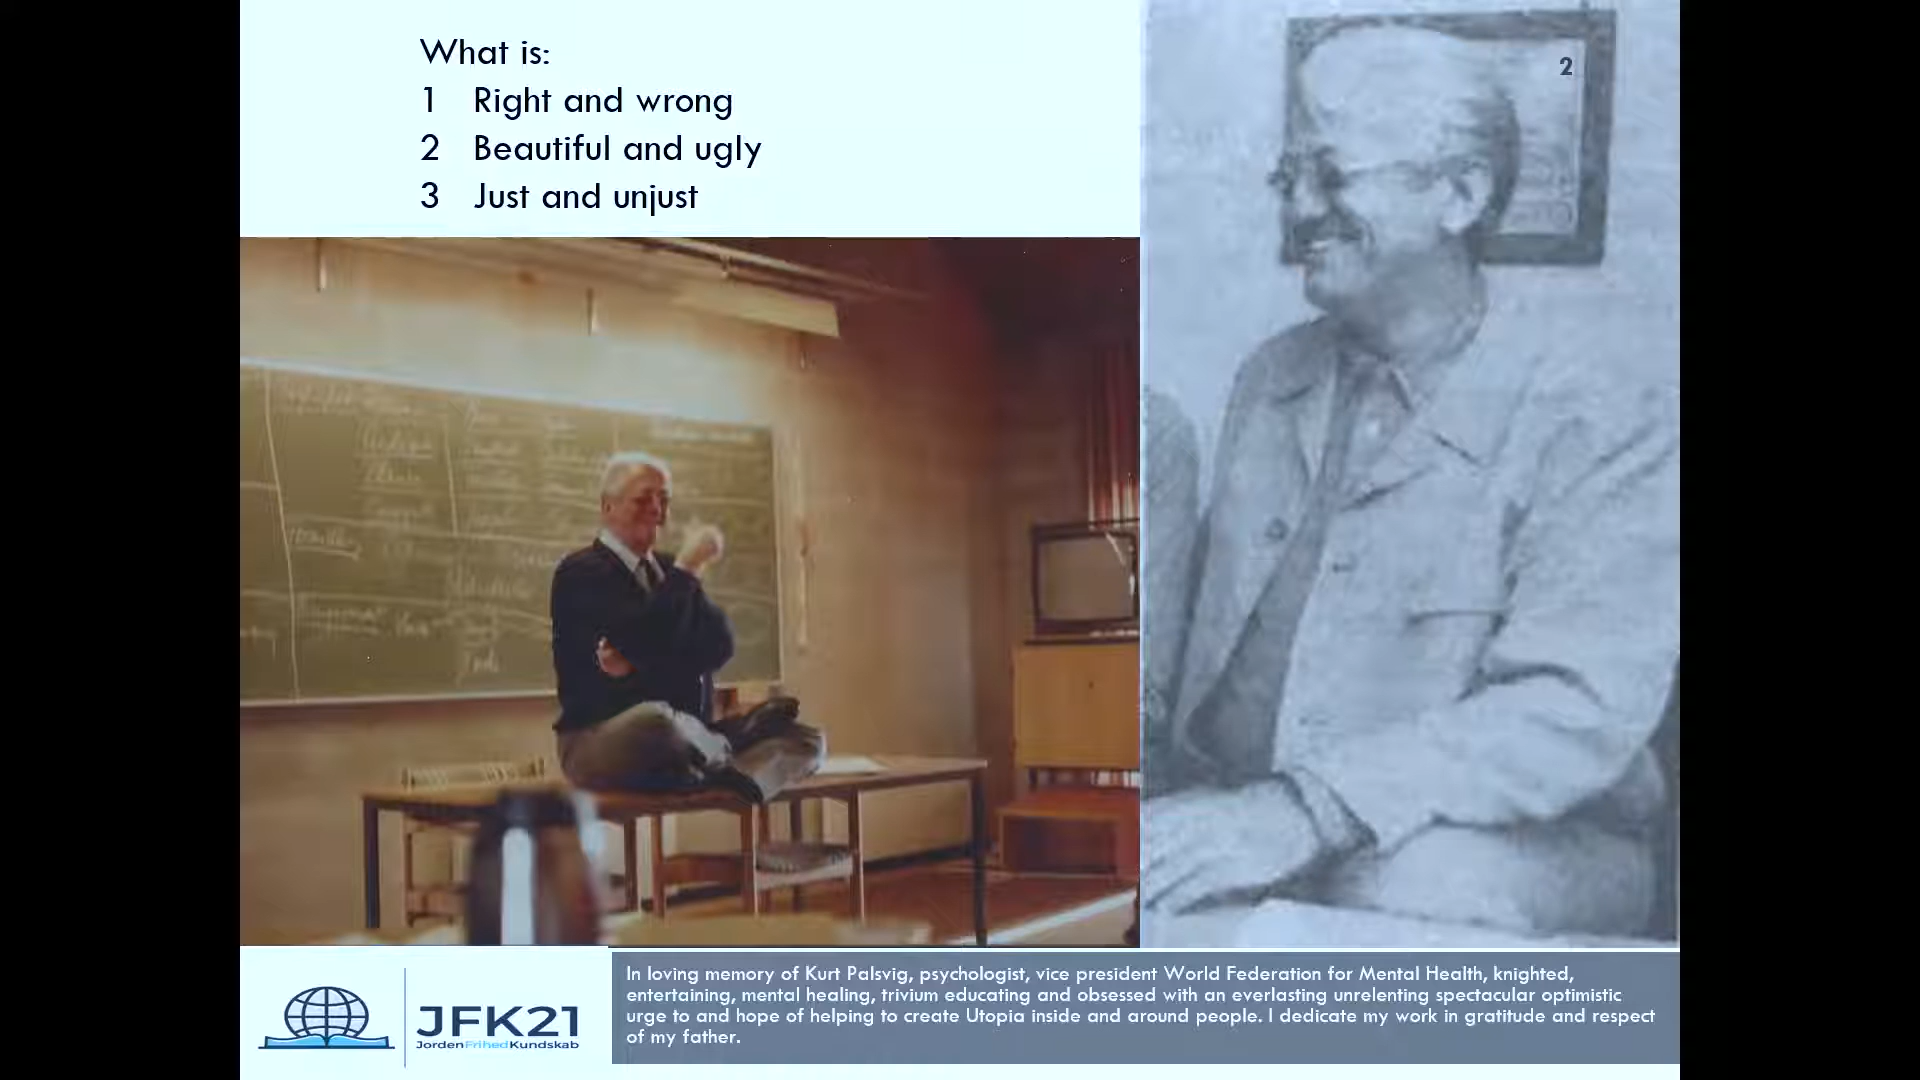 What is:
1 Right and wrong
2 Beautiful and ugly
3 Just and unjust
2
In loving memory of Kurt Palsvig, psychologist, vice president World Federation for Mental Health, knighted,
entertaining, mental healing, trivium educating and obsessed with an everlasting unrelenting spectacular optimistic
urge to and hope of helping to create Utopia inside and around people. I dedicate my work in gratitude and respect
of my father.
JFK21
JordenFrihedKundskab